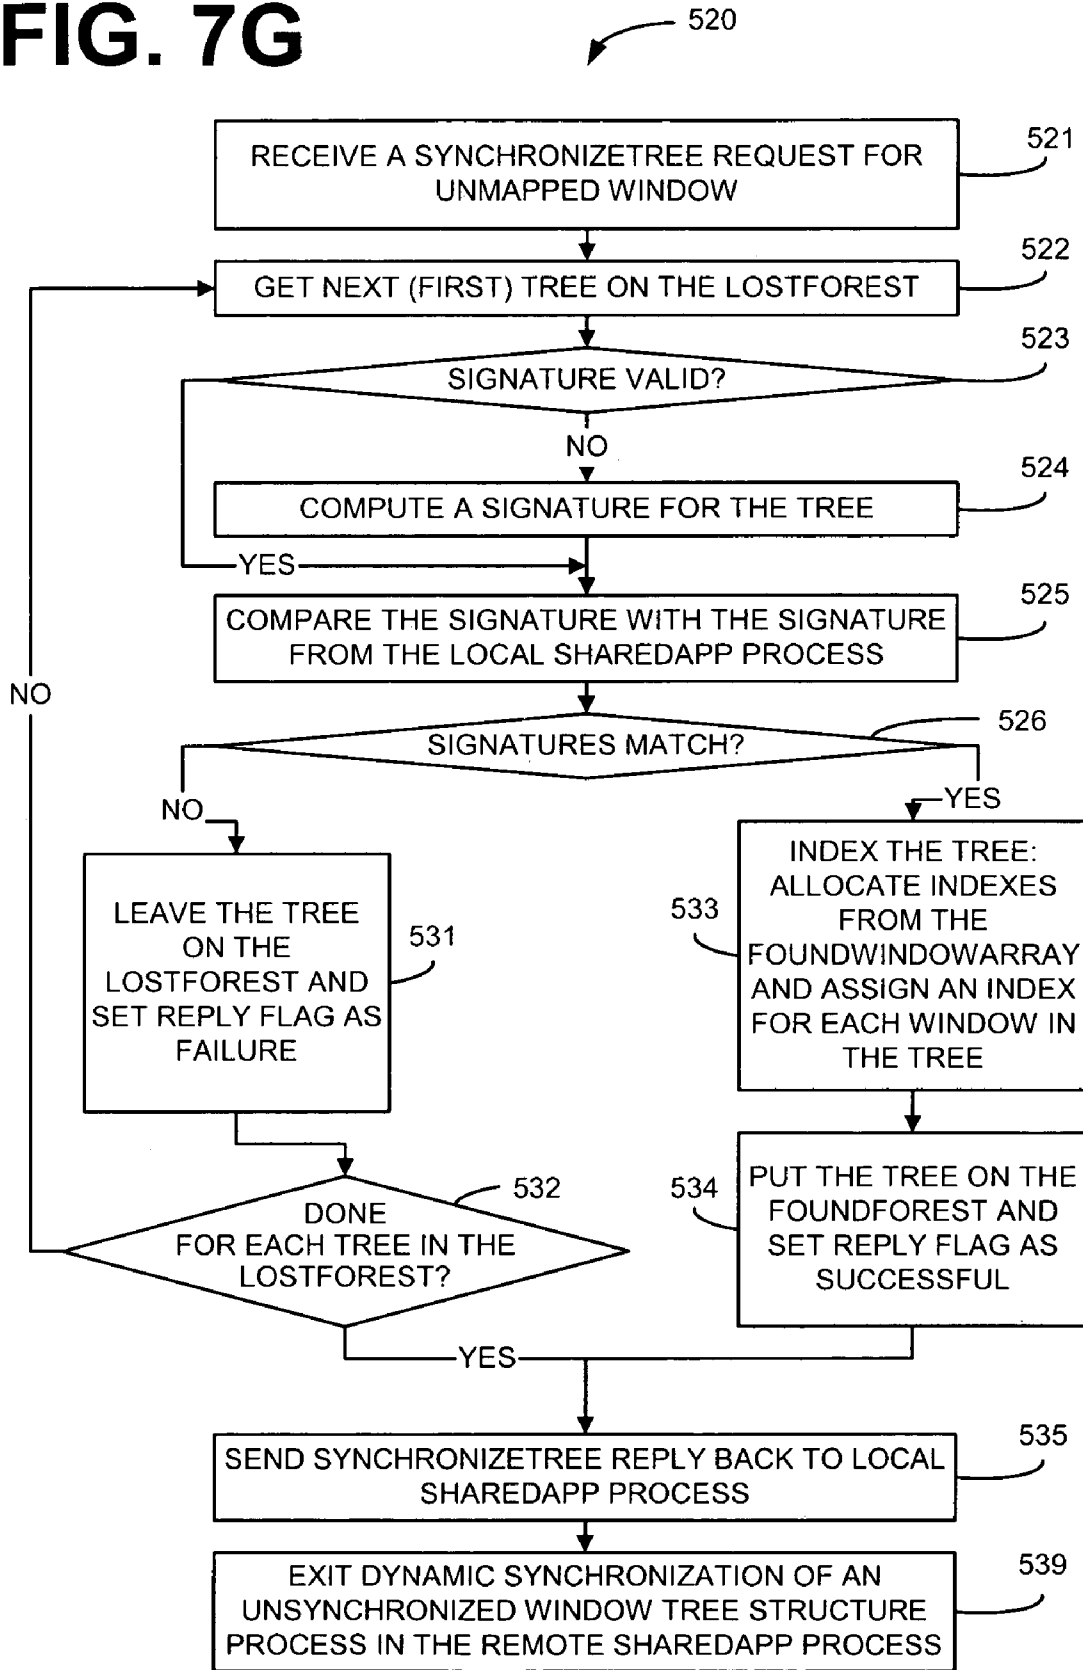 FIG. 7G
520
RECEIVE A SYNCHRONIZETREE REQUEST FOR
UNMAPPED WINDOW
521
GET NEXT (FIRST) TREE ON THE LOSTFOREST
522
SIGNATURE VALID?
523
NO
COMPUTE A SIGNATURE FOR THE TREE
524
YES
COMPARE THE SIGNATURE WITH THE SIGNATURE
FROM THE LOCAL SHAREDAPP PROCESS
525
NO
SIGNATURES MATCH?
526
NO
YES
LEAVE THE TREE
ON THE
LOSTFOREST AND
SET REPLY FLAG AS
FAILURE
531
INDEX THE TREE:
ALLOCATE INDEXES
FROM THE
FOUNDWINDOWARRAY
AND ASSIGN AN INDEX
FOR EACH WINDOW IN
THE TREE
533
DONE
FOR EACH TREE IN THE
LOSTFOREST?
532
PUT THE TREE ON THE
FOUNDFOREST AND
SET REPLY FLAG AS
SUCCESSFUL
534
YES
SEND SYNCHRONIZETREE REPLY BACK TO LOCAL
SHAREDAPP PROCESS
535
EXIT DYNAMIC SYNCHRONIZATION OF AN
UNSYNCHRONIZED WINDOW TREE STRUCTURE
PROCESS IN THE REMOTE SHAREDAPP PROCESS
539